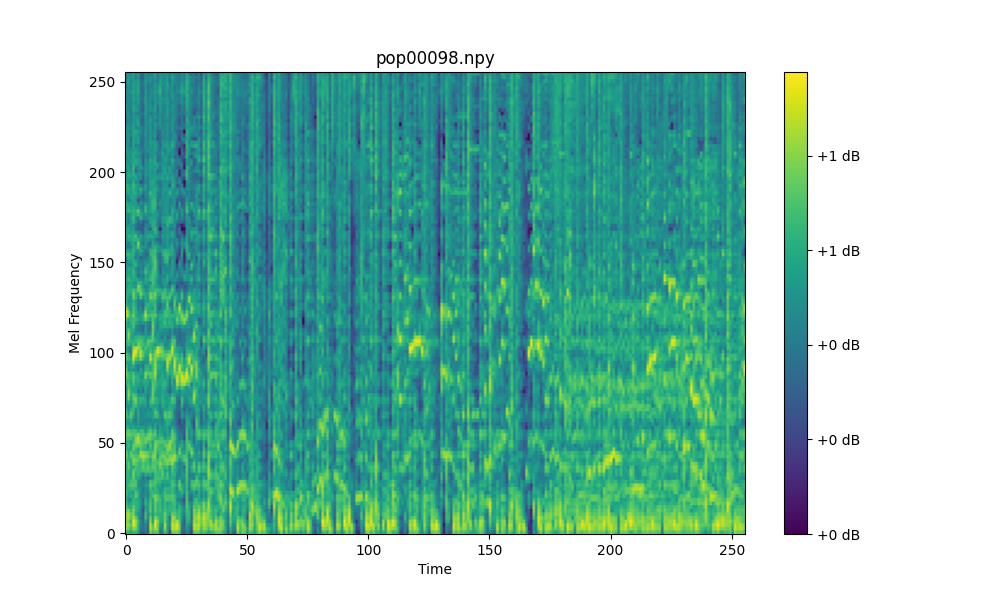 pop00098.npy
250
200
150
100
50
0
Mel Frequency
0 50 100 150 200 250
Time
+1 dB
+1 dB
+0 dB
+0 dB
+0 dB